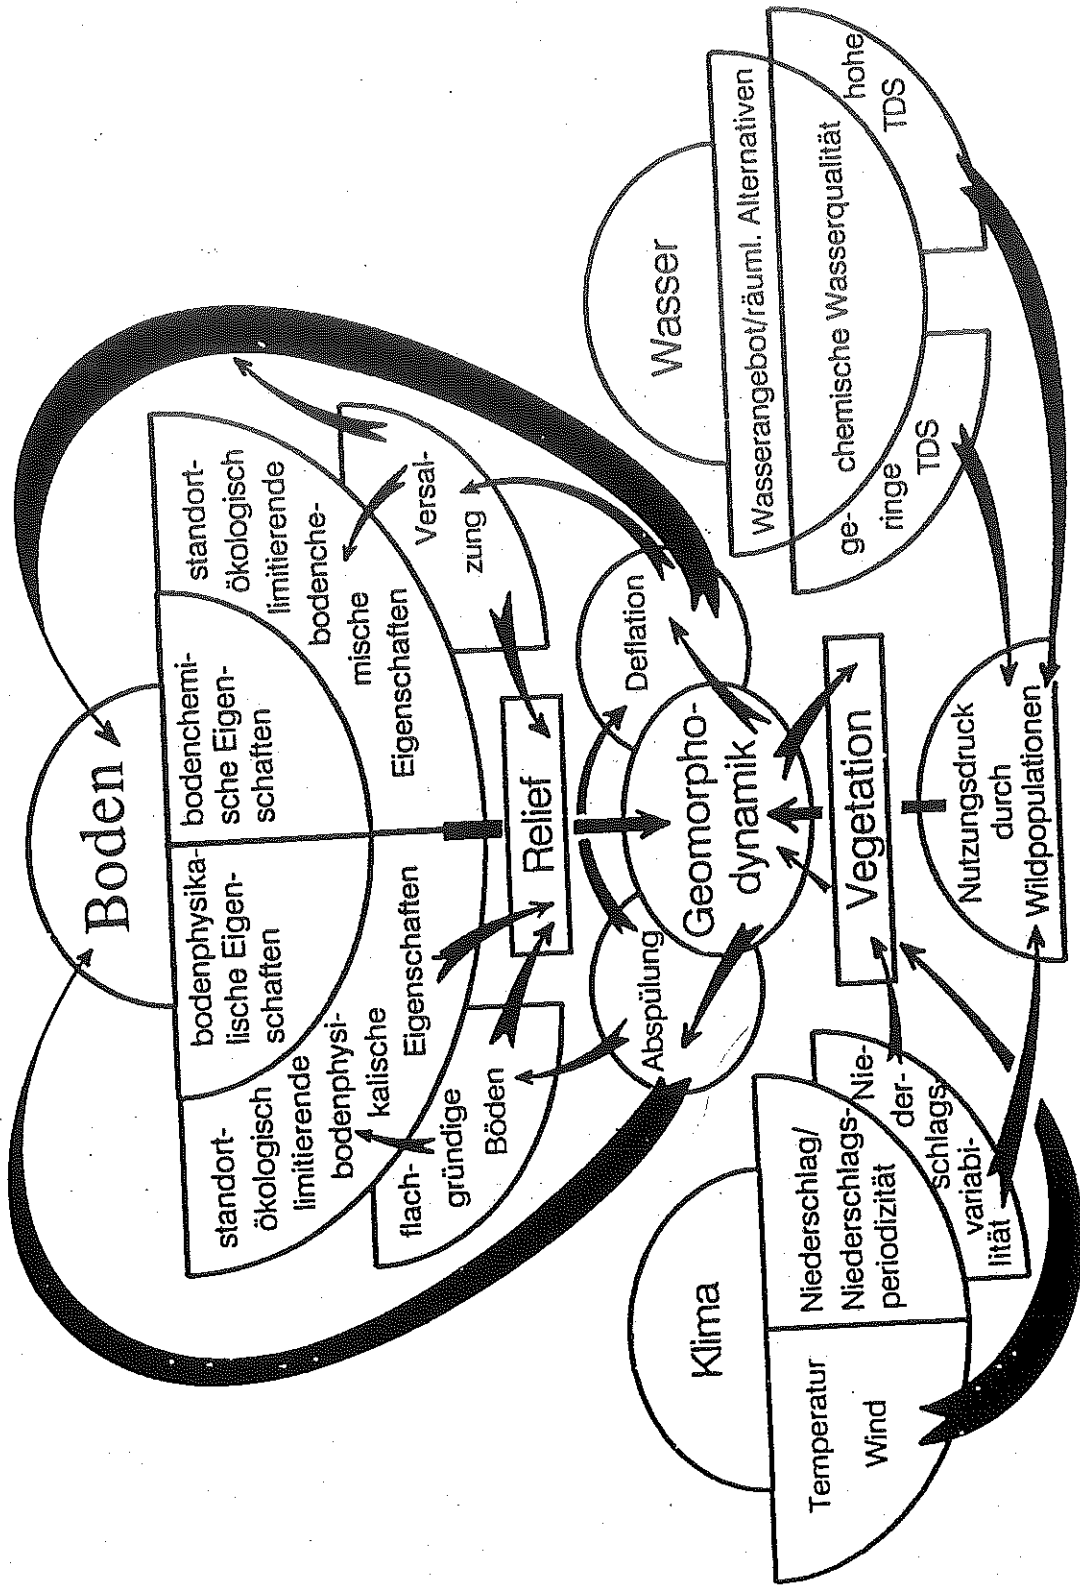 Boden
bodenphysika-
lische Eigen-
schaften
bodenchemi-
sche Eigen-
schaften
standort-
ökologisch
limitierende
bodenphysi-
kalische
Eigenschaften
standort-
ökologisch
limitierende
bodenche-
mische
Eigenschaften
flach-
gründige
Böden
Versal-
zung
Relief
Abspülung
Deflation
Geomorpho-
dynamik
Vegetation
Nutzungsdruck
durch
Wildpopulationen
Klima
Temperatur
Wind
Niederschlag/
Niederschlags-
periodizität
Nie-
der-
schlags
variabi-
lität
Wasser
Wasserangebot/räuml. Alternativen
chemische Wasserqualität
ge-
ringe
TDS
hohe
TDS